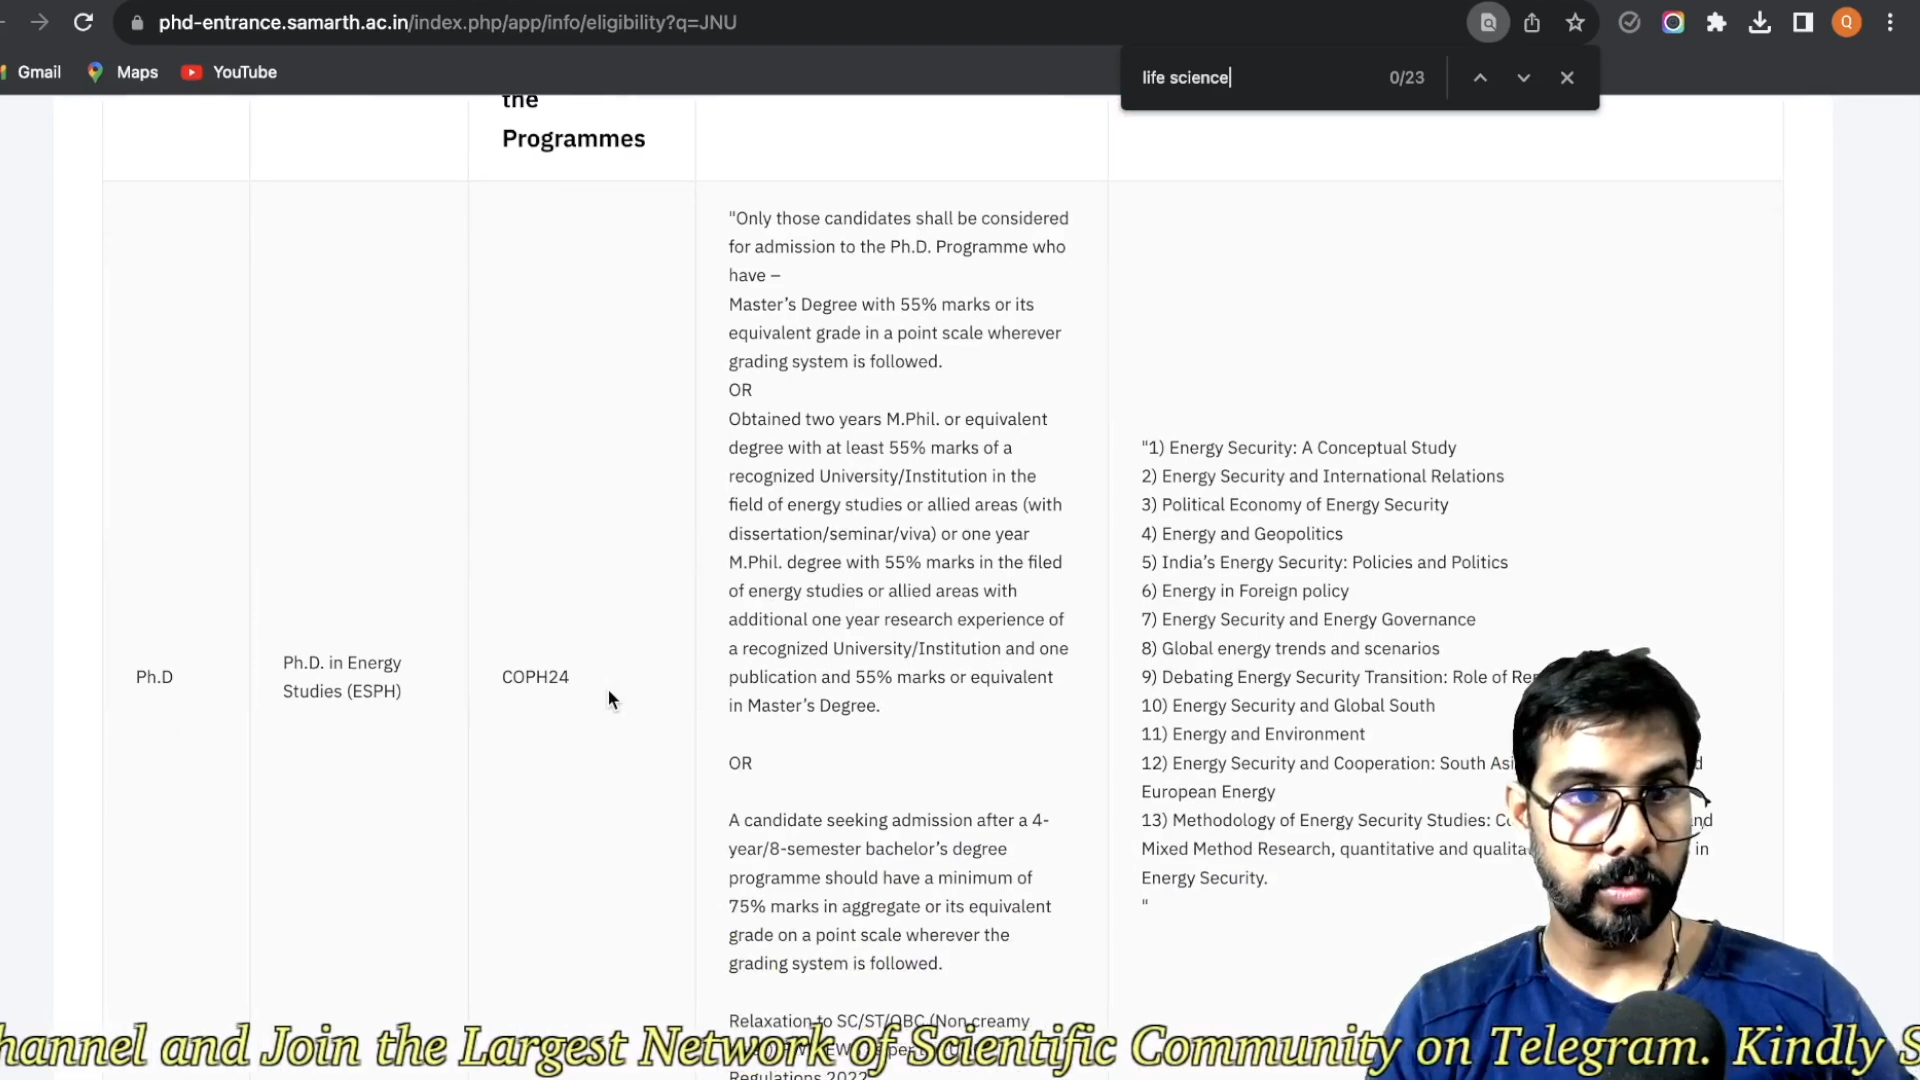 phd-entrance.samarth.ac.in/index.php/app/info/eligibility?q=JNU
Q
Gmail
Maps
YouTube
life science
0/23
the
Programmes
Ph.D
Ph.D. in Energy
Studies (ESPH)
COPH24
"Only those candidates shall be considered
for admission to the Ph.D. Programme who
have –
Master's Degree with 55% marks or its
equivalent grade in a point scale wherever
grading system is followed.
OR
Obtained two years M.Phil. or equivalent
degree with at least 55% marks of a
recognized University/Institution in the
field of energy studies or allied areas (with
dissertation/seminar/viva) or one year
M.Phil. degree with 55% marks in the filed
of energy studies or allied areas with
additional one year research experience of
a recognized University/Institution and one
publication and 55% marks or equivalent
in Master's Degree.
OR
A candidate seeking admission after a 4-
year/8-semester bachelor's degree
programme should have a minimum of
75% marks in aggregate or its equivalent
grade on a point scale wherever the
grading system is followed.
Relaxation to SC/ST/OBC (Non creamy
Regulations 2022
"1) Energy Security: A Conceptual Study
2) Energy Security and International Relations
3) Political Economy of Energy Security
4) Energy and Geopolitics
5) India's Energy Security: Policies and Politics
6) Energy in Foreign policy
7) Energy Security and Energy Governance
8) Global energy trends and scenarios
9) Debating Energy Security Transition: Role of
10) Energy Security and Global South
11) Energy and Environment
12) Energy Security and Cooperation: South
European Energy
13) Methodology of Energy Security Studies:
Mixed Method Research, quantitative and in
Energy Security.
"
and Join the Largest Network of Scientific Community on Telegram. Kindly